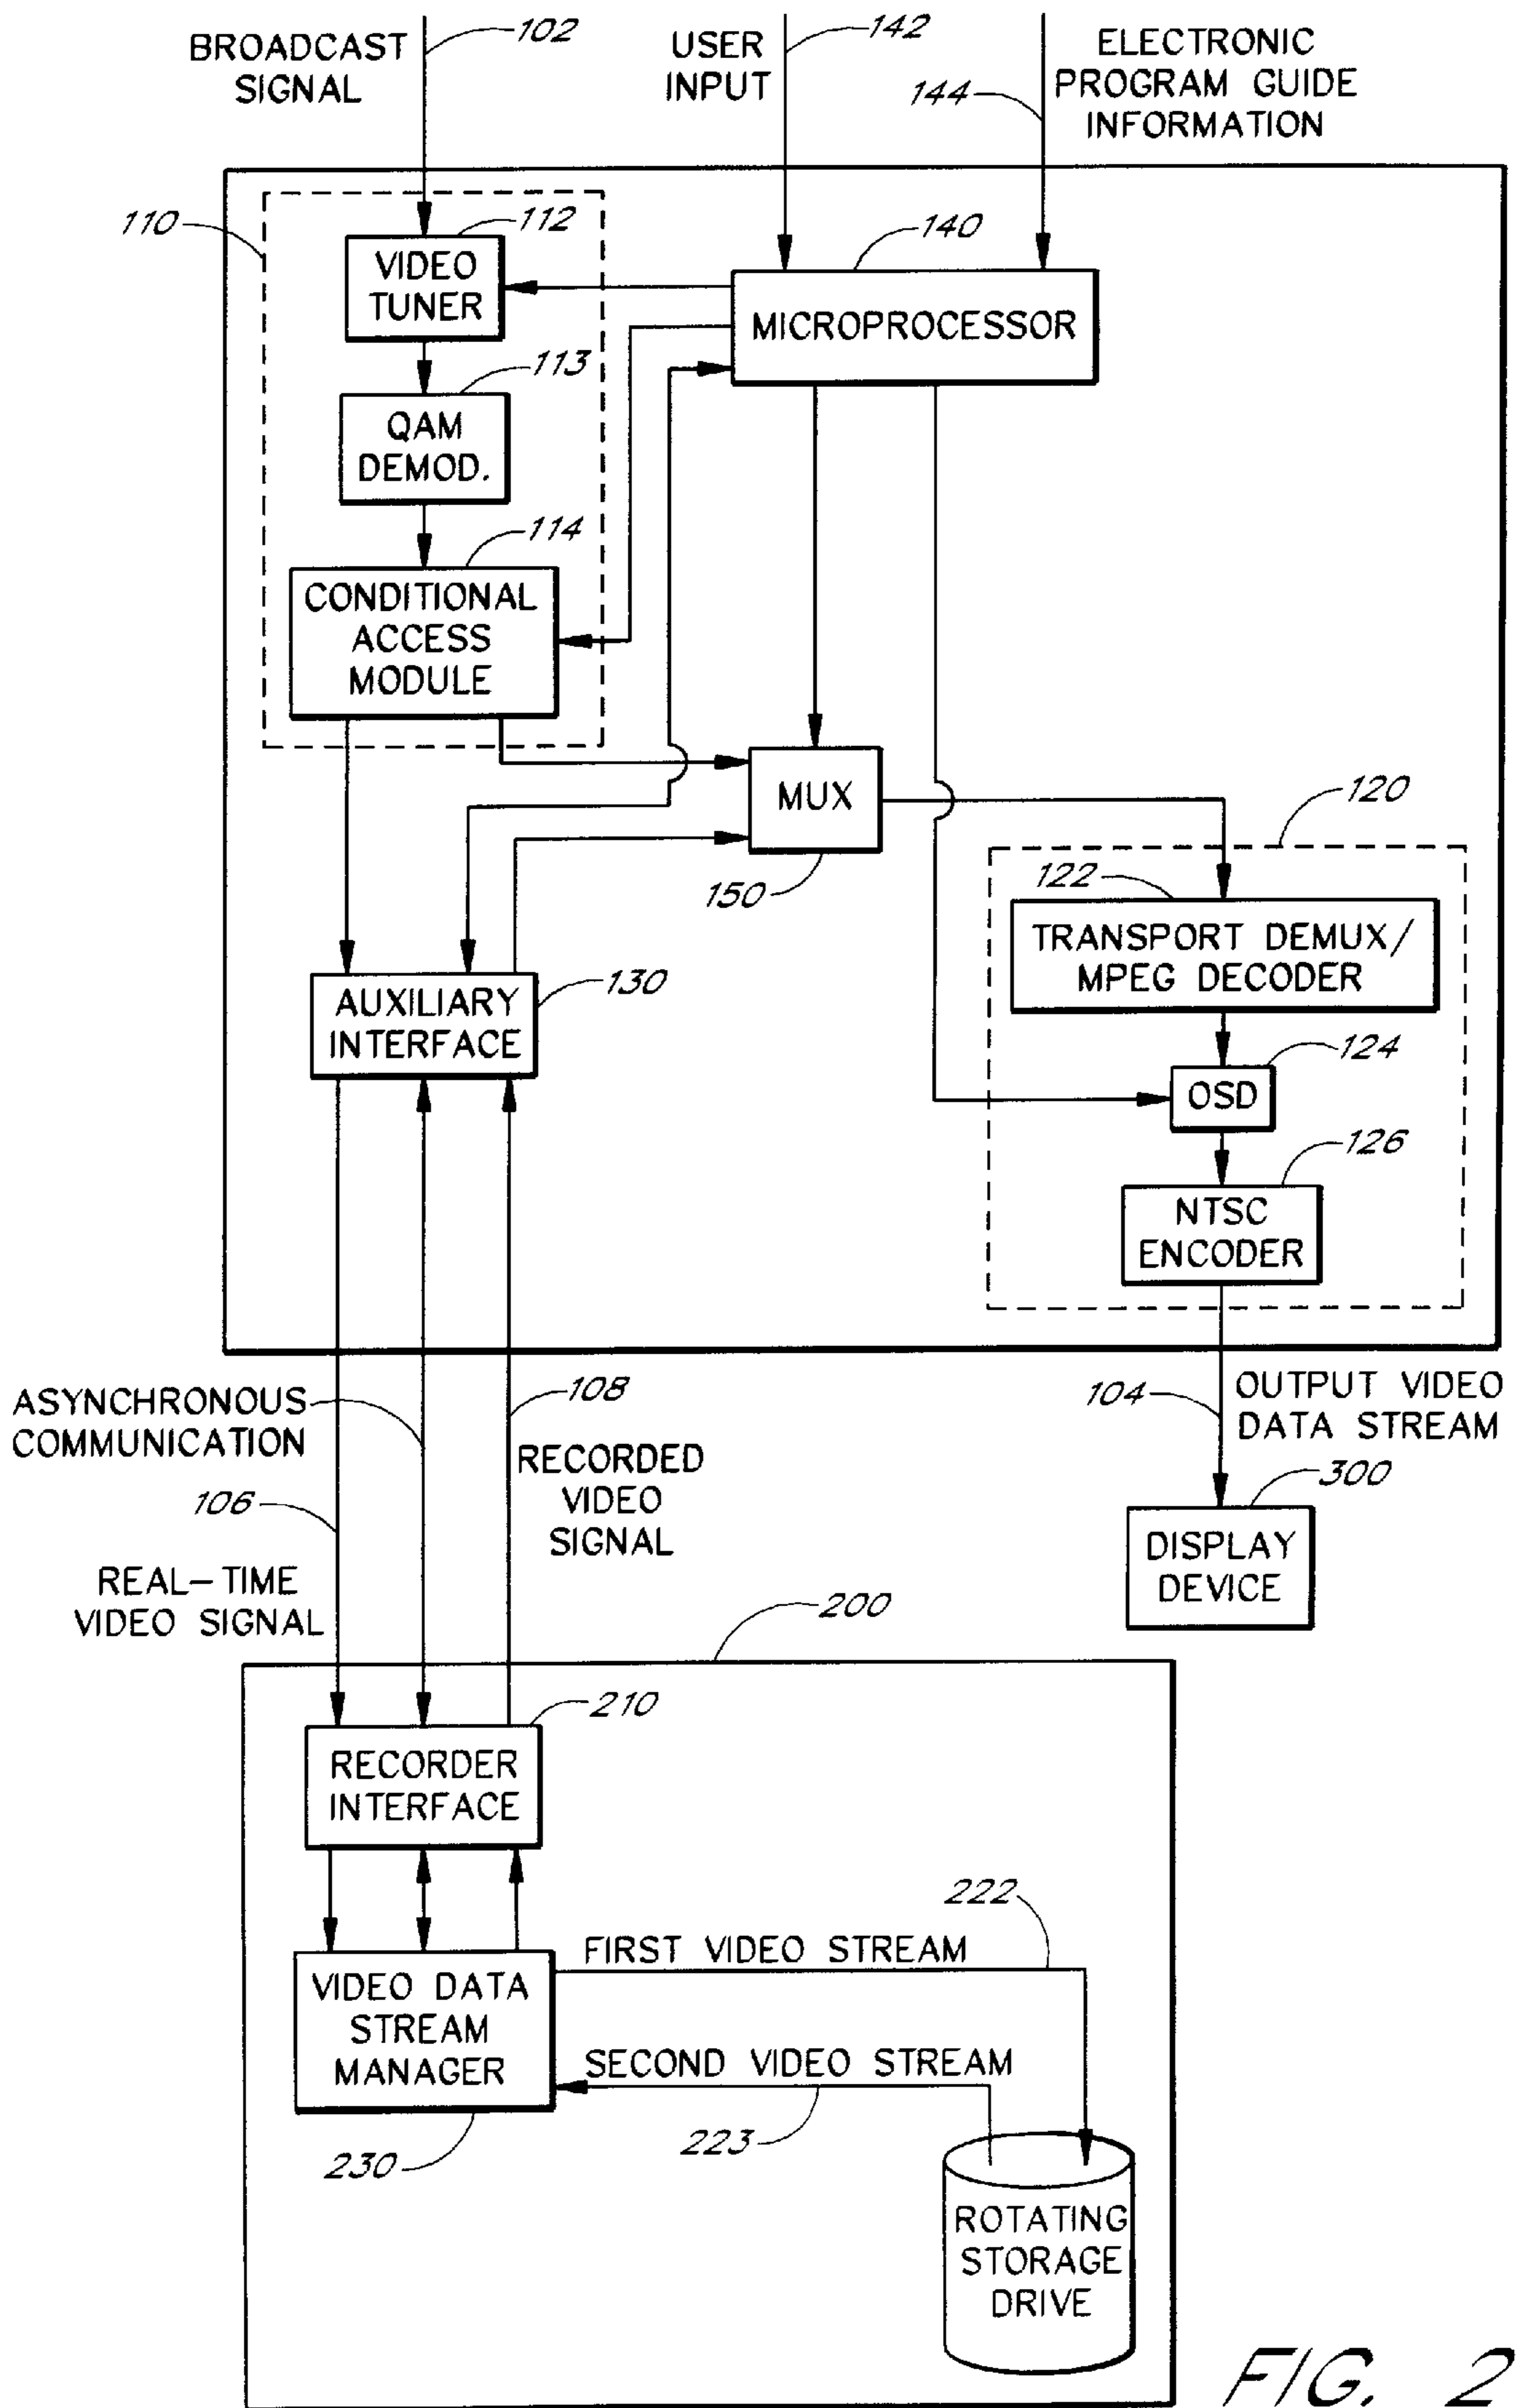 BROADCAST
SIGNAL
102
USER
INPUT
142
ELECTRONIC
PROGRAM GUIDE
INFORMATION
144
110
112
VIDEO
TUNER
140
MICROPROCESSOR
113
QAM
DEMOD.
114
CONDITIONAL
ACCESS
MODULE
MUX
150
120
122
TRANSPORT DEMUX/
MPEG DECODER
AUXILIARY
INTERFACE
130
124
OSD
126
NTSC
ENCODER
ASYNCHRONOUS
COMMUNICATION
108
RECORDED
VIDEO
SIGNAL
104
OUTPUT VIDEO
DATA STREAM
300
DISPLAY
DEVICE
106
REAL-TIME
VIDEO SIGNAL
200
210
RECORDER
INTERFACE
222
FIRST VIDEO STREAM
VIDEO DATA
STREAM
MANAGER
230
SECOND VIDEO STREAM
223
ROTATING
STORAGE
DRIVE
FIG. 2